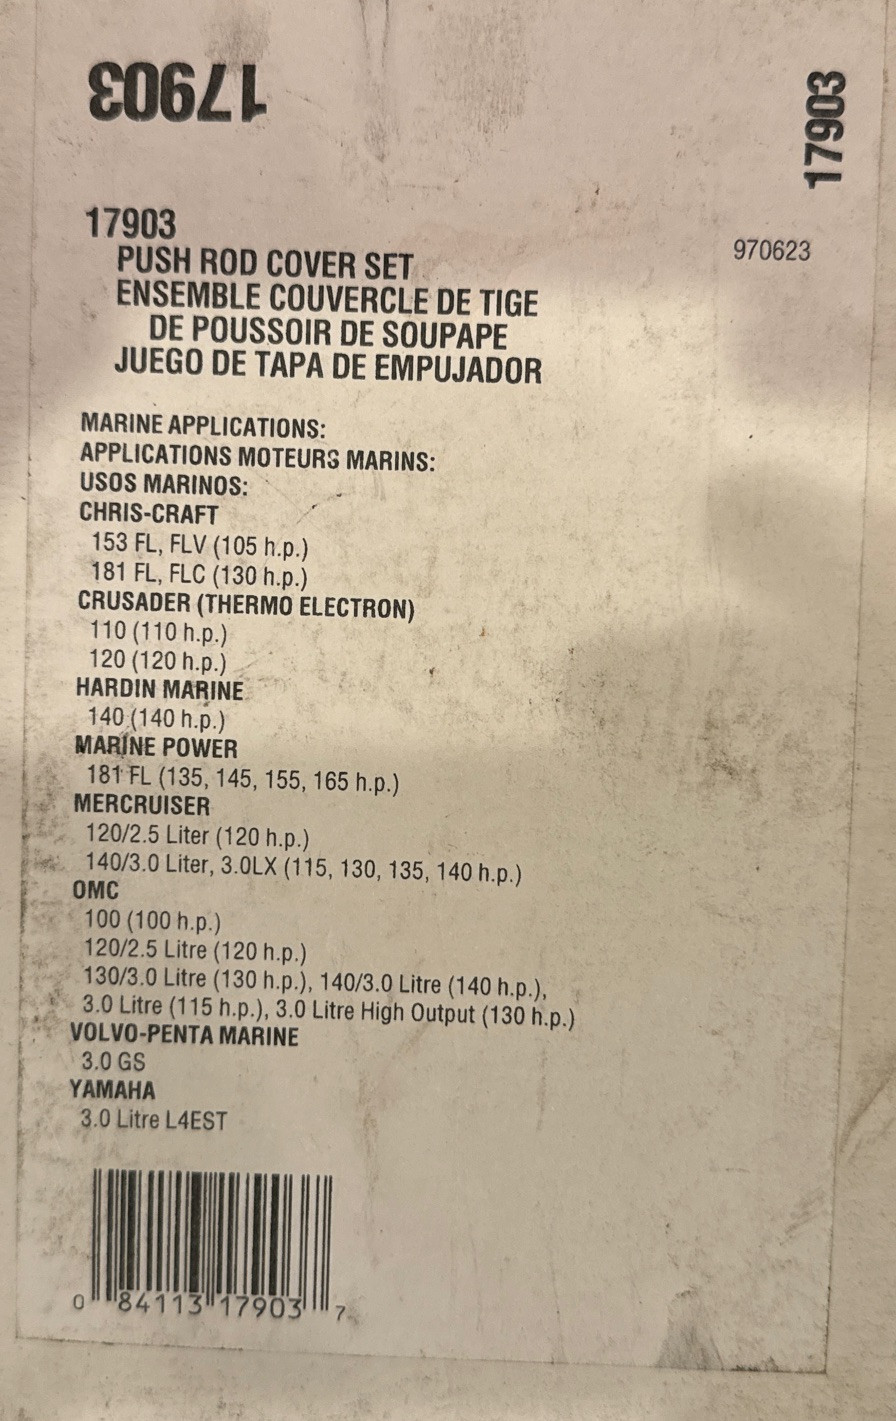 17903
17903
17903
970623
PUSH ROD COVER SET
ENSEMBLE COUVERCLE DE TIGE
DE POUSSOIR DE SOUPAPE
JUEGO DE TAPA DE EMPUJADOR
MARINE APPLICATIONS:
APPLICATIONS MOTEURS MARINS:
USOS MARINOS:
CHRIS-CRAFT
153 FL, FLV (105 h.p.)
181 FL, FLC (130 h.p.)
CRUSADER (THERMO ELECTRON)
110 (110 h.p.)
120 (120 h.p.)
HARDIN MARINE
140 (140 h.p.)
MARINE POWER
181 FL (135, 145, 155, 165 h.p.)
MERCRUISER
120/2.5 Liter (120 h.p.)
140/3.0 Liter, 3.0LX (115, 130, 135, 140 h.p.)
OMC
100 (100 h.p.)
120/2.5 Litre (120 h.p.)
130/3.0 Litre (130 h.p.), 140/3.0 Litre (140 h.p.),
3.0 Litre (115 h.p.), 3.0 Litre High Output (130 h.p.)
VOLVO-PENTA MARINE
3.0 GS
YAMAHA
3.0 Litre L4EST
0 84113 17903 7